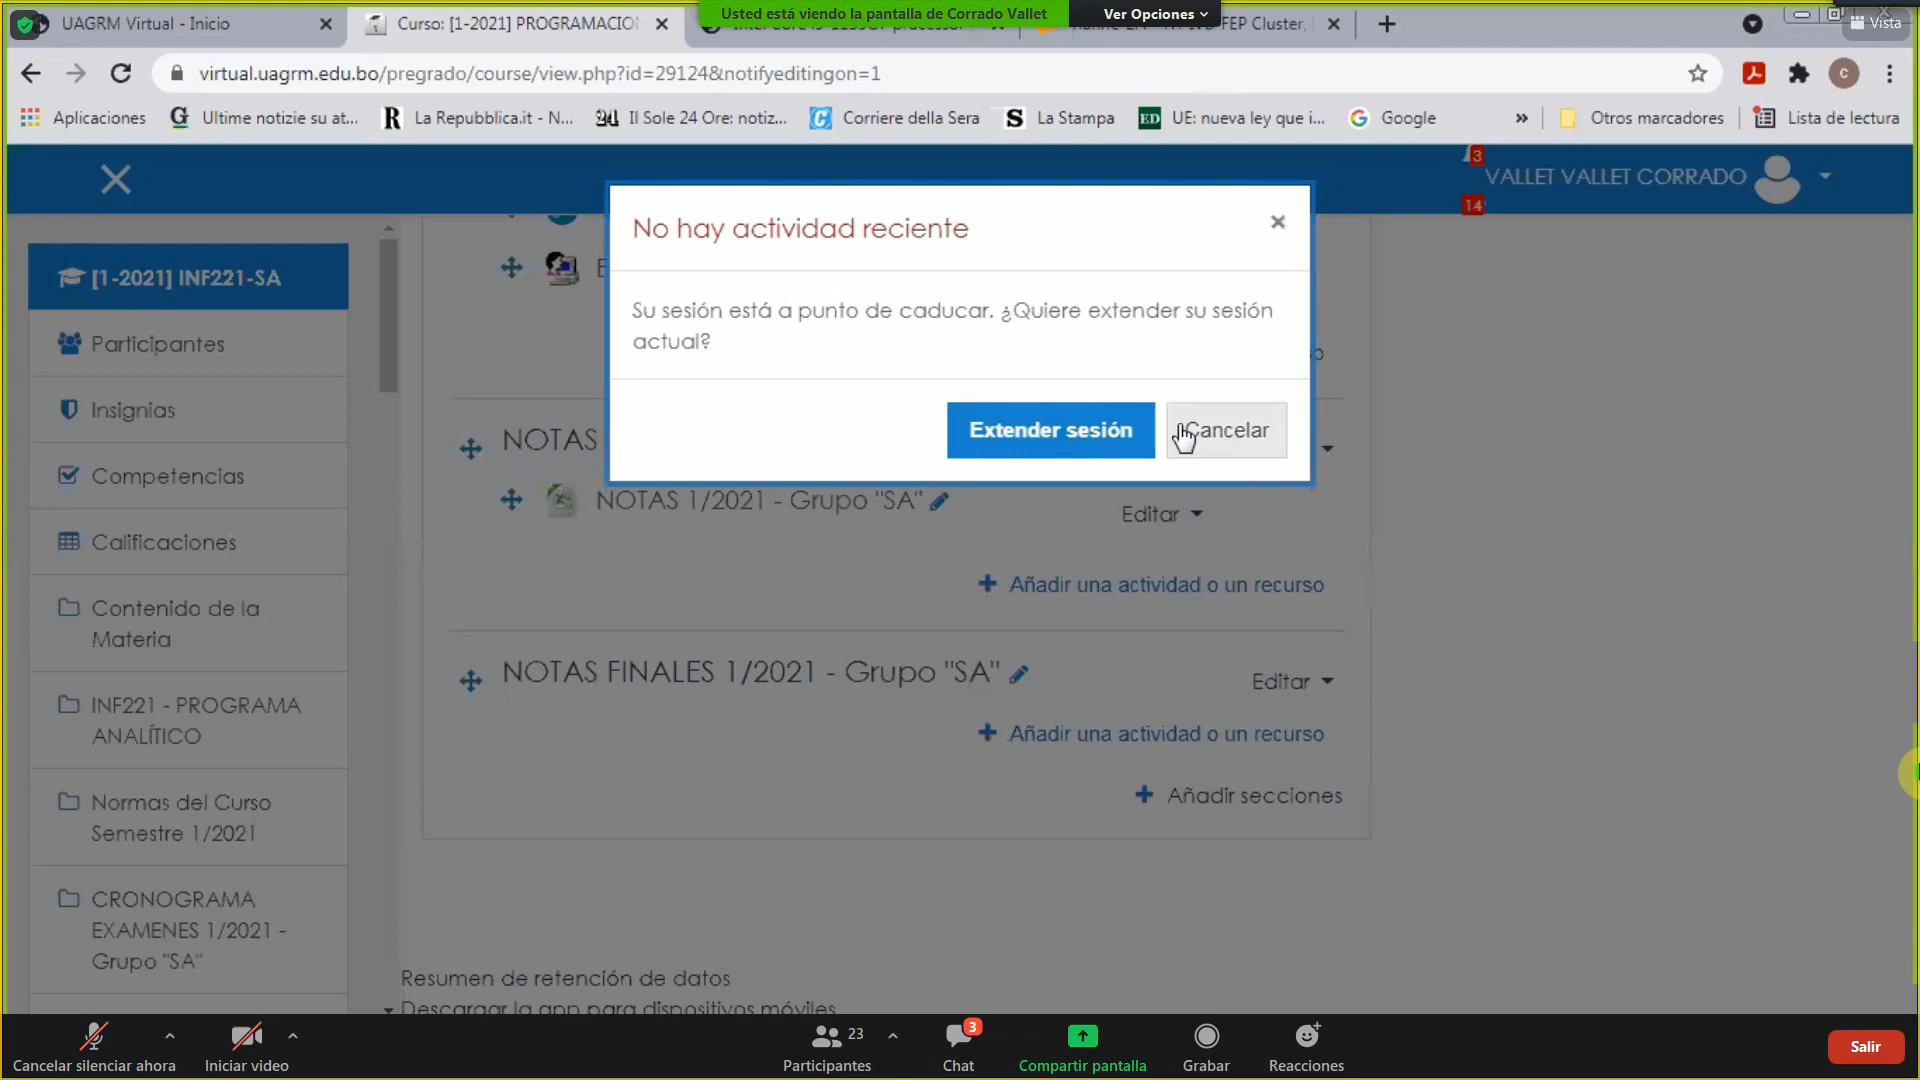 Usted está viendo la pantalla de Corrado Vallet
Ver Opciones
Vista
UAGRM Virtual - Inicio
Curso: [1-2021] PROGRAMACIO
FEP Cluster,
virtual.uagrm.edu.bo/pregrado/course/view.php?id=29124&notifyeditingon=1
C
Aplicaciones
Ultime notizie su at...
La Repubblica.it - N...
Il Sole 24 Ore: notiz...
Corriere della Sera
La Stampa
UE: nueva ley que i...
Google
Otros marcadores
Lista de lectura
3
14
VALLET VALLET CORRADO
[1-2021] INF221-SA
Participantes
Insignias
Competencias
Calificaciones
Contenido de la
Materia
INF221 - PROGRAMA
ANALÍTICO
Normas del Curso
Semestre 1/2021
CRONOGRAMA
EXAMENES 1/2021 -
Grupo "SA"
No hay actividad reciente
Su sesión está a punto de caducar. ¿Quiere extender su sesión
actual?
Extender sesión
Cancelar
NOTAS
NOTAS 1/2021 - Grupo "SA"
Editar
Añadir una actividad o un recurso
NOTAS FINALES 1/2021 - Grupo "SA"
Editar
Añadir una actividad o un recurso
Añadir secciones
Resumen de retención de datos
Descargar la app para dispositivos móviles
Cancelar silenciar ahora
Iniciar video
23
Participantes
3
Chat
Compartir pantalla
Grabar
Reacciones
Salir